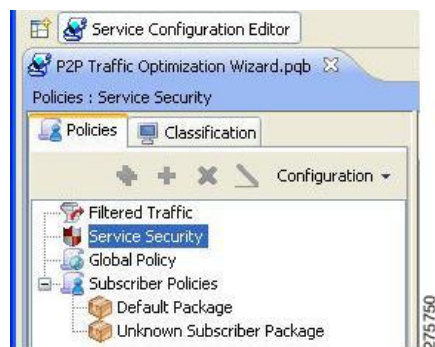 Service Configuration Editor
P2P Traffic Optimization Wizard.pqb
Policies : Service Security
Policies Classification
Configuration
Filtered Traffic
Service Security
Global Policy
Subscriber Policies
Default Package
Unknown Subscriber Package
275750